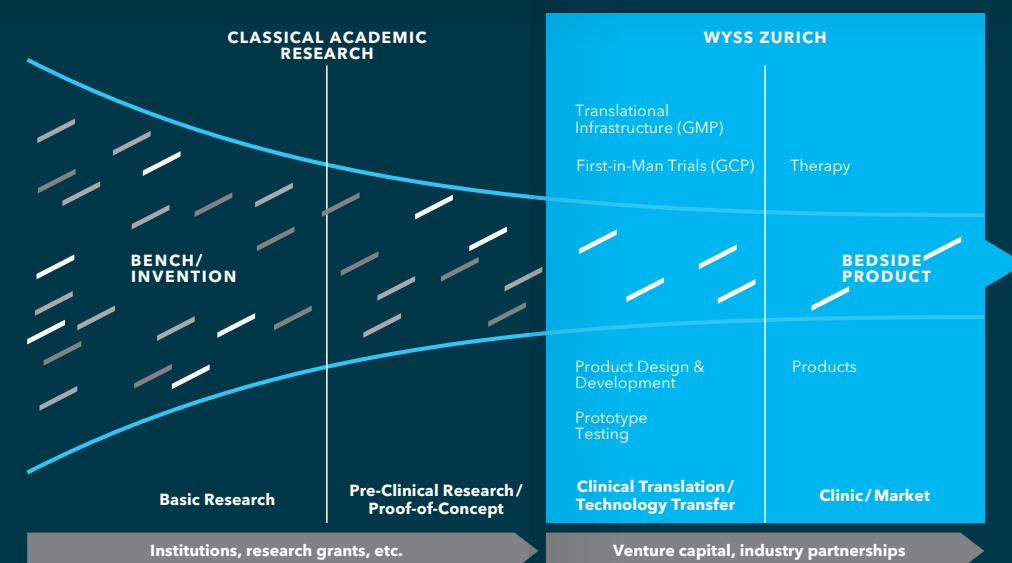 CLASSICAL ACADEMIC
RESEARCH
WYSS ZURICH
Translational
Infrastructure (GMP)
First-in-Man Trials (GCP)
Therapy
BENCH/
INVENTION
BEDSIDE
PRODUCT
Product Design &
Development
Products
Prototype
Testing
Basic Research
Pre-Clinical Research/
Proof-of-Concept
Clinical Translation/
Technology Transfer
Clinic/Market
Institutions, research grants, etc.
Venture capital, industry partnerships